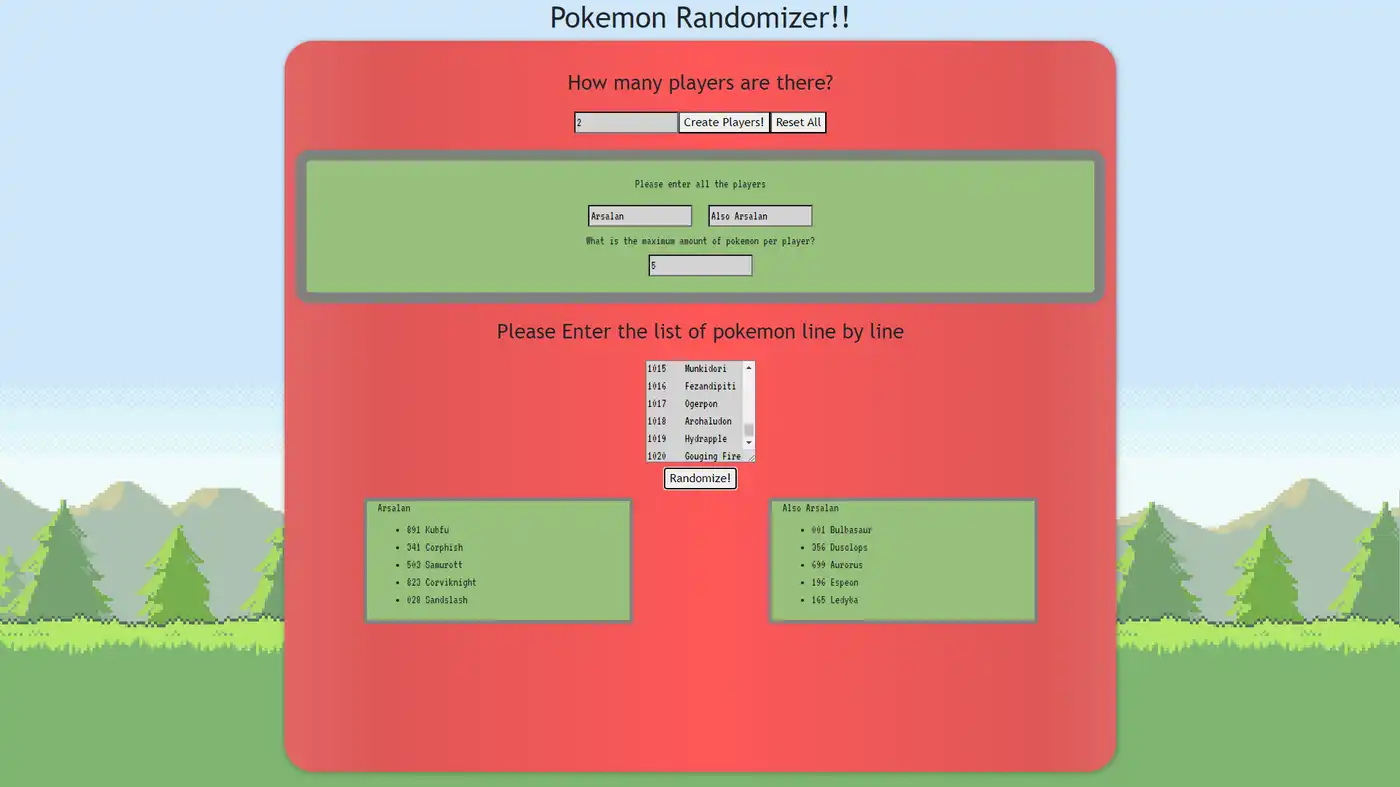 Pokemon Randomizer!!
How many players are there?
2 Create Players! Reset All
Please enter all the players
Arsalan Also Arsalan
What is the maximum amount of pokemon per player?
5
Please Enter the list of pokemon line by line
1015 Munkidori
1016 Fezandipiti
1017 Ogerpon
1018 Archaludon
1019 Hydrapple
1020 Gouging Fire
Randomize!
Arsalan
891 Kubfu
341 Corphish
503 Samurott
823 Corviknight
028 Sandslash
Also Arsalan
001 Bulbasaur
356 Dusclops
699 Aurorus
196 Espeon
165 Ledyba